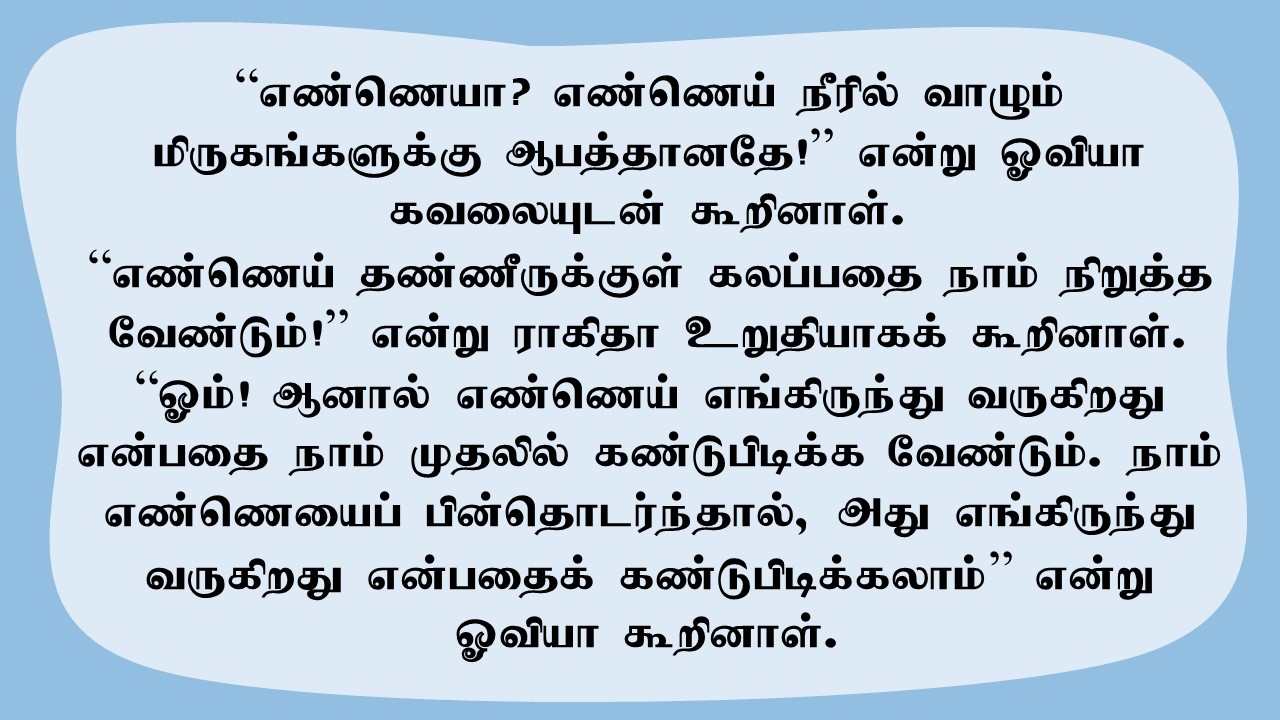 “எண்ணெயா? எண்ணெய் நீரில் வாழும்
மிருகங்களுக்கு ஆபத்தானதே!” என்று ஓவியா
கவலையுடன் கூறினாள்.
“எண்ணெய் தண்ணீருக்குள் கலப்பதை நாம் நிறுத்த
வேண்டும்!” என்று ராகிதா உறுதியாகக் கூறினாள்.
“ஓம்! ஆனால் எண்ணெய் எங்கிருந்து வருகிறது
என்பதை நாம் முதலில் கண்டுபிடிக்க வேண்டும். நாம்
எண்ணெயைப் பின்தொடர்ந்தால், அது எங்கிருந்து
வருகிறது என்பதைக் கண்டுபிடிக்கலாம்” என்று
ஓவியா கூறினாள்.